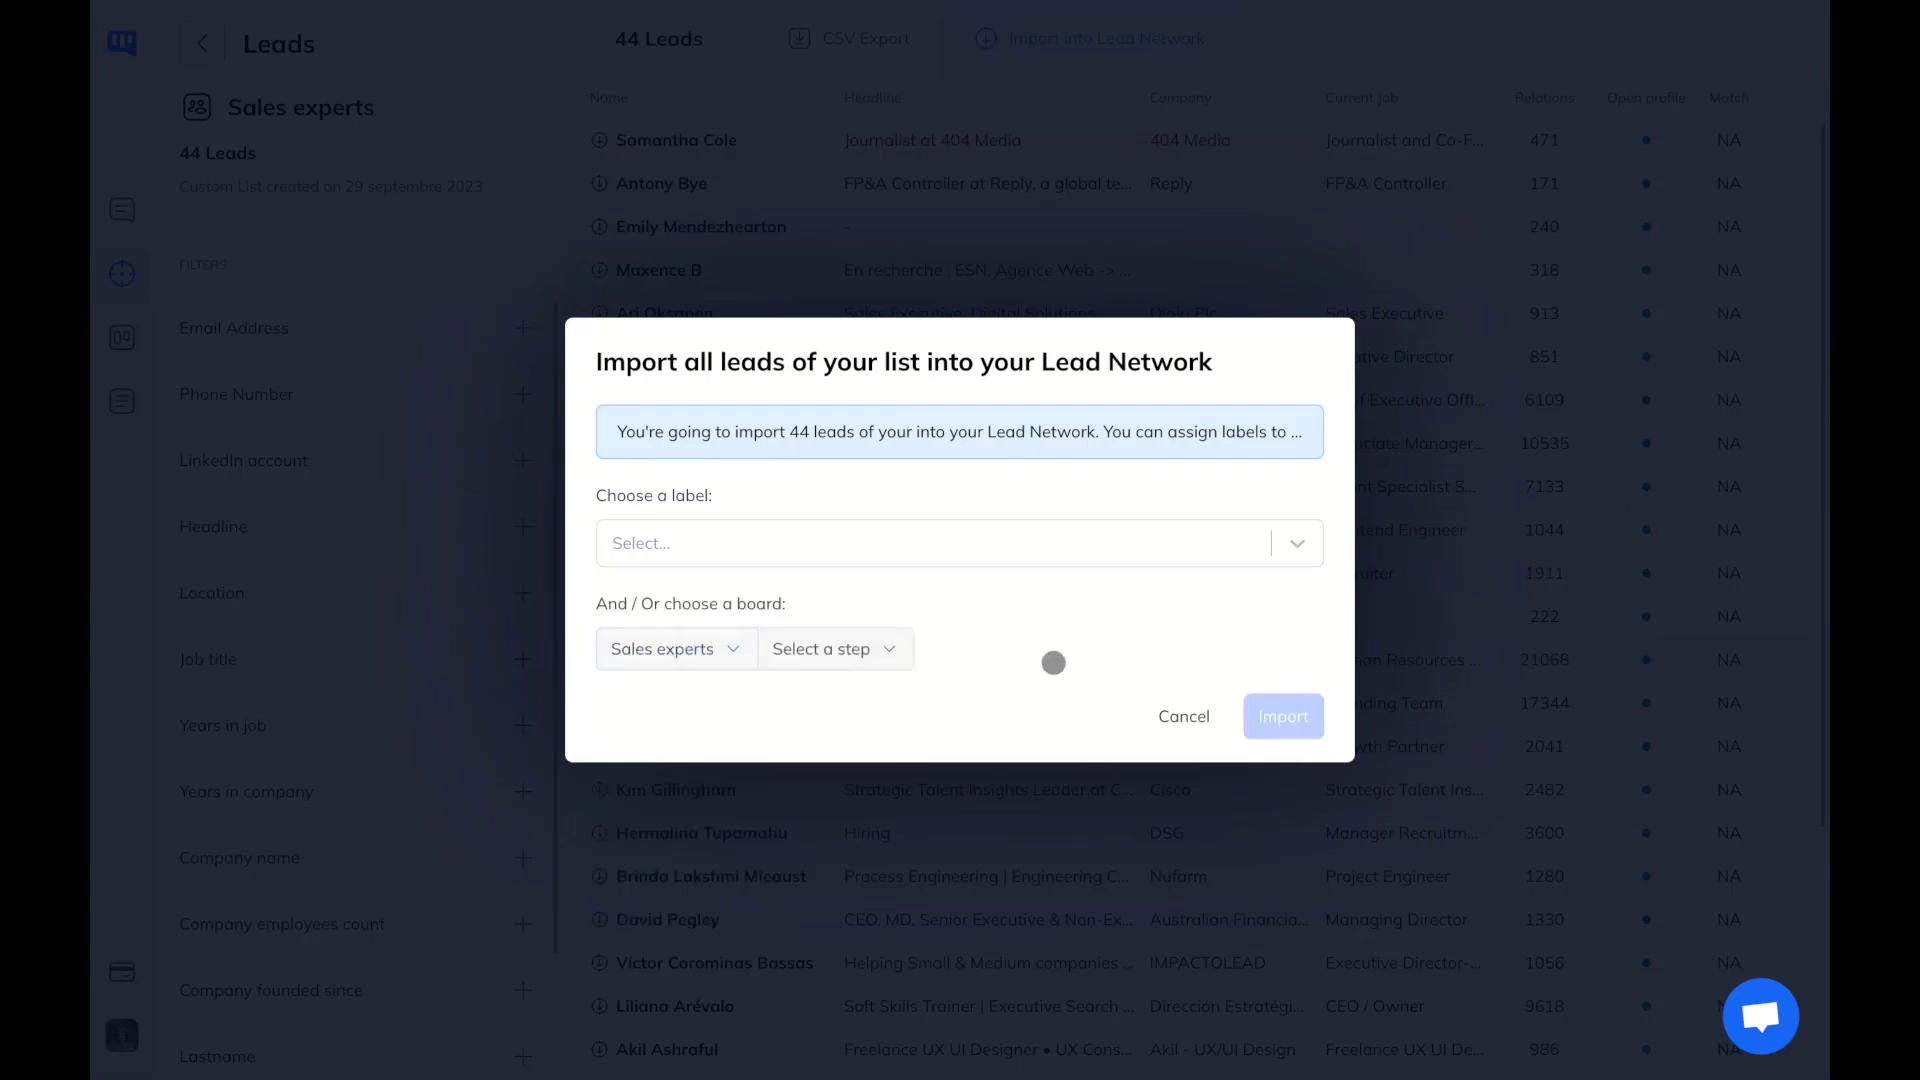 Leads
Sales experts
44 Leads
Custom List created on 29 septembre 2023
FILTERS
Email Address
Phone Number
LinkedIn account
Headline
Location
Job title
Years in job
Years in company
Company name
Company employees count
Company founded since
Lastname
44 Leads
CSV Export
Import into Lead Network
Name Headline Company Current Job Relations Open profile Match
Samantha Cole Journalist at 404 Media 404 Media Journalist and Co-F... 471 NA
Antony Bye FP&A Controller at Reply, a global te... Reply FP&A Controller 171 NA
Emily Mendezhearton - 240 NA
Maxence B En recherche : ESN, Agence Web -> ... 318 NA
Ari Oksanen Sales Executive, Digital Solutions Sales Executive 913 NA
ative Director 851 NA
f Executive Offi... 6109 NA
ciate Manager... 10535 NA
nt Specialist S... 7133 NA
tend Engineer 1044 NA
ruiter 1911 NA
222 NA
an Resources ... 21068 NA
nding Team 17344 NA
wth Partner 2041 NA
Kim Gillingham Strategic Talent Insights Leader at C... Cisco Strategic Talent Ins... 2482 NA
Hermalina Tupamahu Hiring DSG Manager Recruitm... 3600 NA
Brinda Lakshmi Micaust Process Engineering | Engineering C... Nufarm Project Engineer 1280 NA
David Pegley CEO, MD, Senior Executive & Non-Ex... Australian Financia... Managing Director 1330 NA
Víctor Corominas Bassas Helping Small & Medium companies ... IMPACTOLEAD Executive Director-... 1056 NA
Liliana Arévalo Soft Skills Trainer | Executive Search ... Dirección Estratégi... CEO / Owner 9618
Akil Ashraful Freelance UX UI Designer • UX Cons... Akil - UX/UI Design Freelance UX UI De... 986 NA
Import all leads of your list into your Lead Network
You're going to import 44 leads of your into your Lead Network. You can assign labels to ...
Choose a label:
Select...
And / Or choose a board:
Sales experts Select a step
Cancel Import